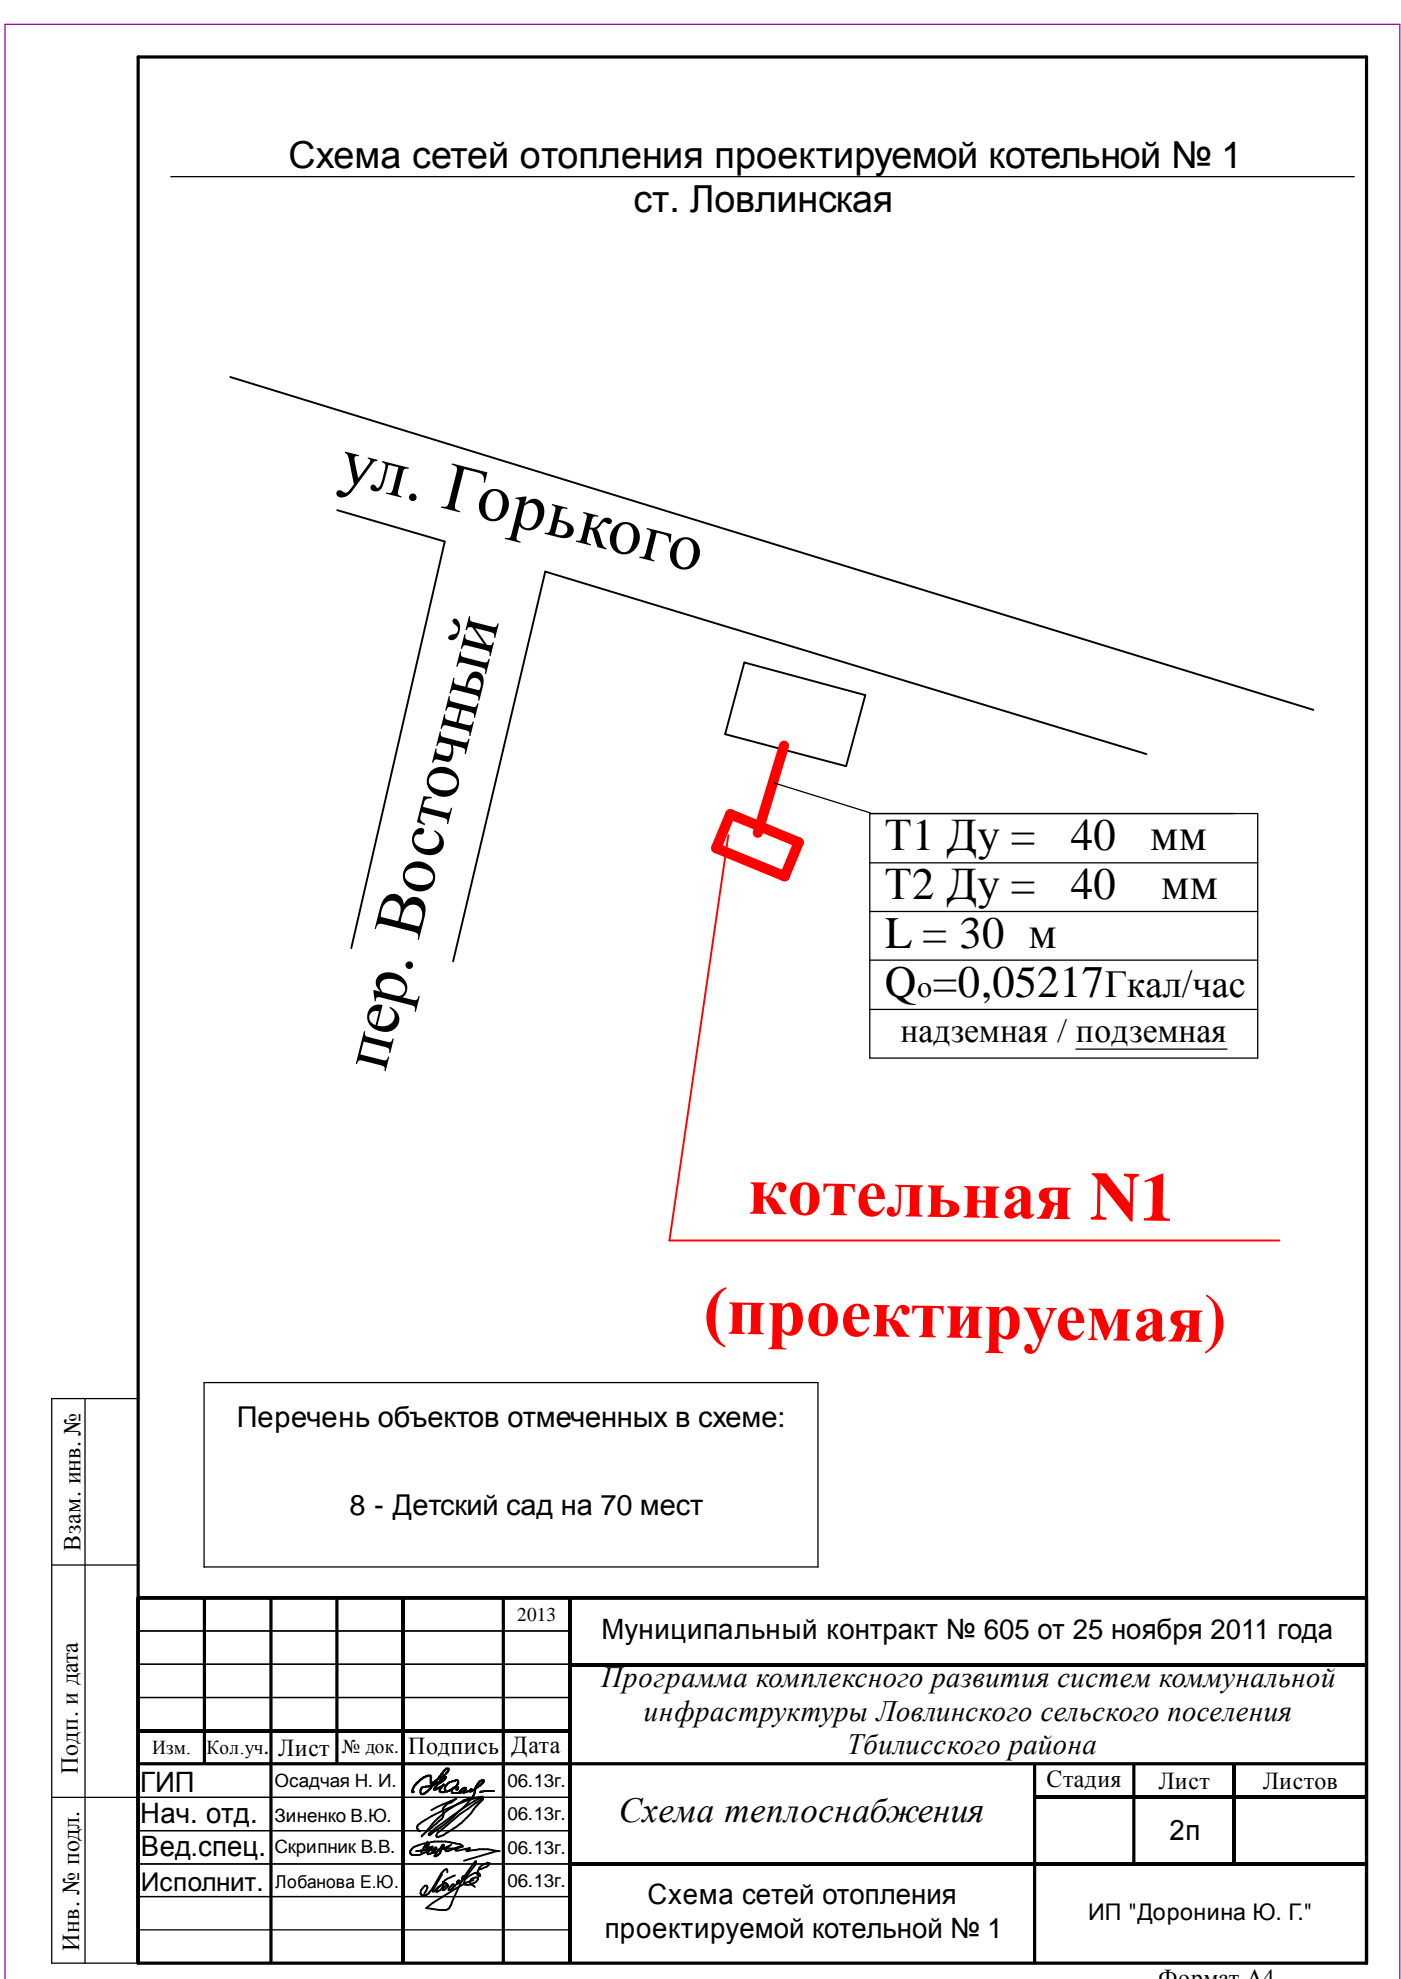 Схема сетей отопления проектируемой котельной № 1
ст. Ловлинская
ул. Горького
пер. Восточный
Т1 Ду = 40 мм
Т2 Ду = 40 мм
L = 30 м
Qо=0,05217Гкал/час
надземная / подземная
котельная N1
(проектируемая)
Перечень объектов отмеченных в схеме:
8 - Детский сад на 70 мест
Взам. инв. №
Подп. и дата
Инв. № подл.
2013
Изм. Кол.уч. Лист № док. Подпись Дата
ГИП Осадчая Н. И. 06.13г.
Нач. отд. Зиненко В.Ю. 06.13г.
Вед.спец. Скрипник В.В. 06.13г.
Исполнит. Лобанова Е.Ю. 06.13г.
Муниципальный контракт № 605 от 25 ноября 2011 года
Программа комплексного развития систем коммунальной
инфраструктуры Ловлинского сельского поселения
Тбилисского района
Схема теплоснабжения
Стадия Лист Листов
2п
Схема сетей отопления
проектируемой котельной № 1
ИП "Доронина Ю. Г."
Формат А4